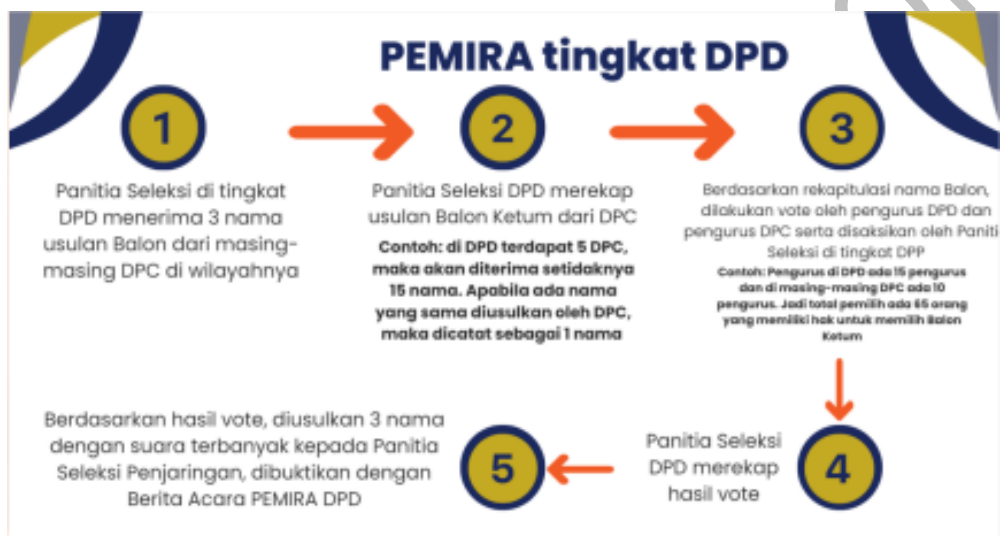 PEMIRA tingkat DPD
1
Panitia Seleksi di tingkat
DPD menerima 3 nama
usulan Balon dari masing-
masing DPC di wilayahnya
2
Panitia Seleksi DPD merekap
usulan Balon Ketum dari DPC
Contoh: di DPD terdapat 5 DPC,
maka akan diterima setidaknya
15 nama. Apabila ada nama
yang sama diusulkan oleh DPC,
maka dicatat sebagai 1 nama
3
Berdasarkan rekapitulasi nama Balon,
dilakukan vote oleh pengurus DPD dan
pengurus DPC serta disaksikan oleh Paniti
Seleksi di tingkat DPP
Contoh: Pengurus di DPD ada 15 pengurus
dan di masing-masing DPC ada 10
pengurus. Jadi total pemilih ada 65 orang
yang memiliki hak untuk memilih Balon
Ketum
4
Panitia Seleksi
DPD merekap
hasil vote
5
Berdasarkan hasil vote, diusulkan 3 nama
dengan suara terbanyak kepada Panitia
Seleksi Penjaringan, dibuktikan dengan
Berita Acara PEMIRA DPD